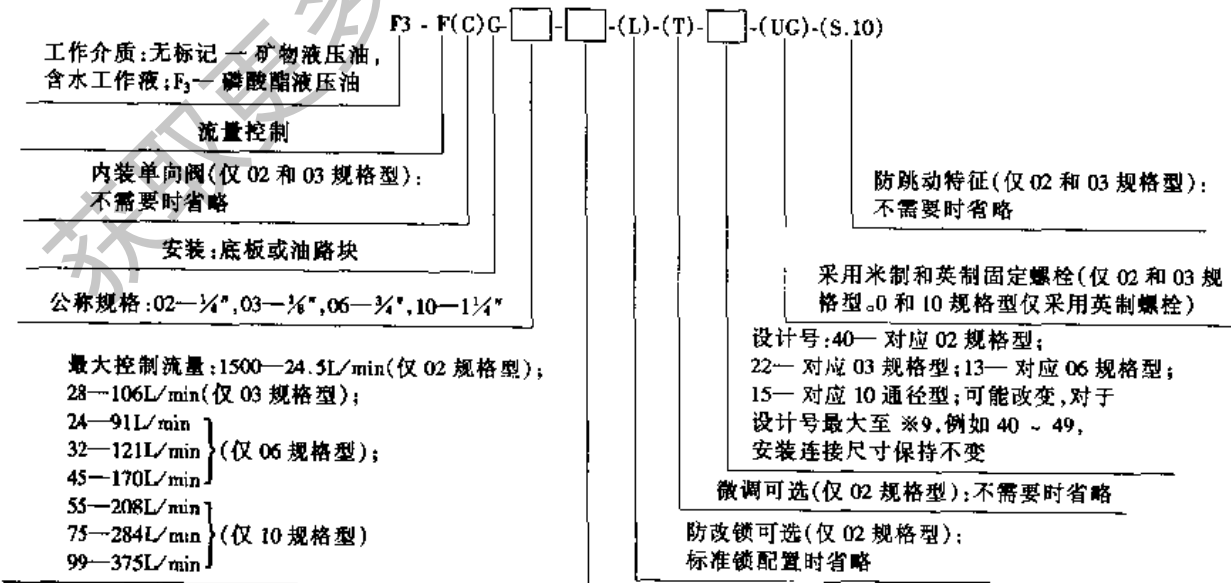 F3 - F(C)G-□-□-(L)-(T)-□-(UG)-(S.10)
工作介质:无标记 — 矿物液压油,
含水工作液;F₃— 磷酸酯液压油
流量控制
内装单向阀(仅 02 和 03 规格型):
不需要时省略
安装:底板或油路块
公称规格:02—¼",03—⅜",06—¾",10—1¼"
最大控制流量:1500—24.5L/min(仅 02 规格型);
28—106L/min(仅 03 规格型);
24—91L/min
32—121L/min }(仅 06 规格型);
45—170L/min
55—208L/min
75—284L/min }(仅 10 规格型)
99—375L/min
防跳动特征(仅 02 和 03 规格型):
不需要时省略
采用米制和英制固定螺栓(仅 02 和 03 规
格型。0 和 10 规格型仅采用英制螺栓)
设计号:40— 对应 02 规格型;
22— 对应 03 规格型;13— 对应 06 规格型;
15— 对应 10 通径型;可能改变,对于
设计号最大至 ※9,例如 40 ~ 49,
安装连接尺寸保持不变
微调可选(仅 02 规格型);不需要时省略
防改锁可选(仅 02 规格型);
标准锁配置时省略
获取更多